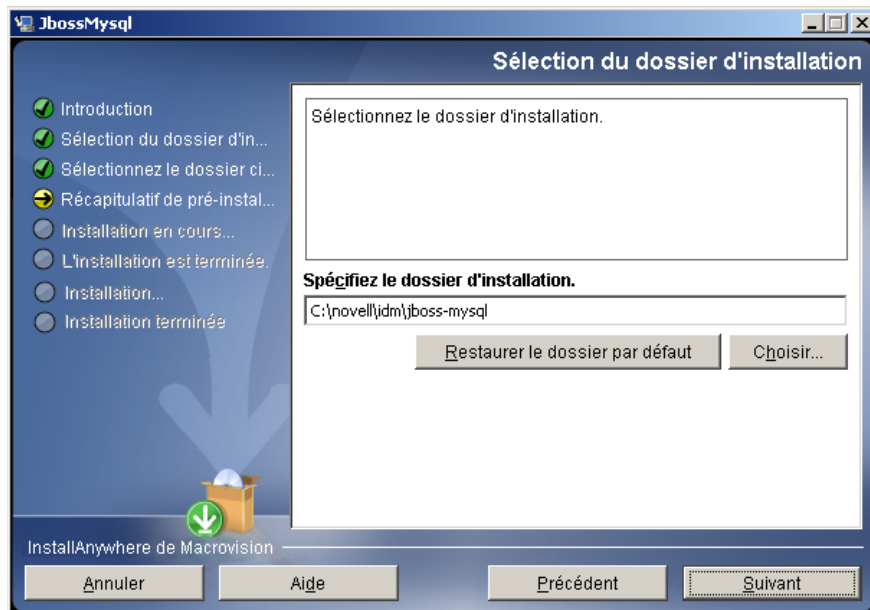 JbossMysql
Sélection du dossier d'installation
Introduction
Sélection du dossier d'in...
Sélectionnez le dossier ci...
Récapitulatif de pré-instal...
Installation en cours...
L'installation est terminée.
Installation...
Installation terminée
Sélectionnez le dossier d'installation.
Spécifiez le dossier d'installation.
C:\novell\idm\jboss-mysql
Restaurer le dossier par défaut
Choisir...
InstallAnywhere de Macrovision
Annuler
Aide
Précédent
Suivant